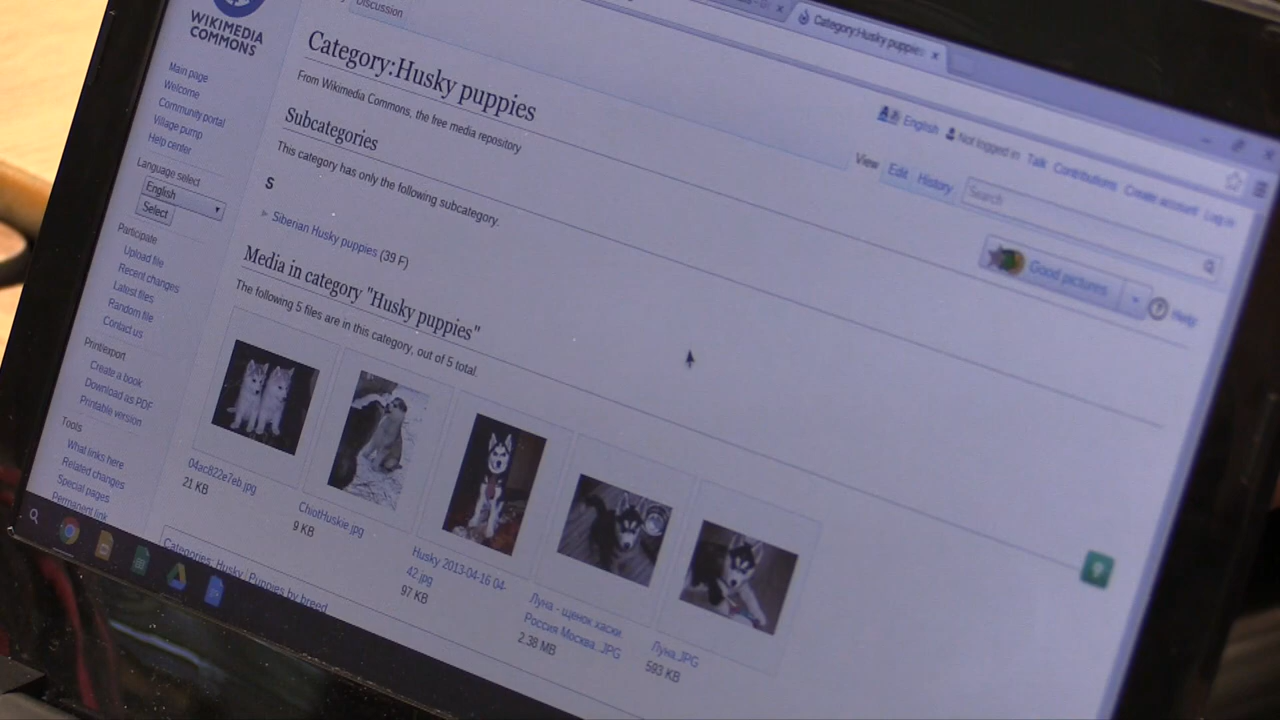 Discussion
Category:Husky puppies
WIKIMEDIA
COMMONS
Category:Husky puppies
From Wikimedia Commons, the free media repository
English
Not logged in
Talk
Contributions
Create account
Log in
View
Edit
History
Search
Good pictures
Help
Main page
Welcome
Community portal
Village pump
Help center
Language select
English
Select
Participate
Upload file
Recent changes
Latest files
Random file
Contact us
Print/export
Create a book
Download as PDF
Printable version
Tools
What links here
Related changes
Special pages
Permanent link
Subcategories
This category has only the following subcategory.
S
Siberian Husky puppies (39 F)
Media in category "Husky puppies"
The following 5 files are in this category, out of 5 total.
04ac822e7eb.jpg
21 KB
ChiotHuskie.jpg
9 KB
Husky 2013-04-16 04-
42.jpg
97 KB
Луна - щенок хаски.
Россия Москва..JPG
2.38 MB
Луна.JPG
593 KB
Categories: Husky | Puppies by breed